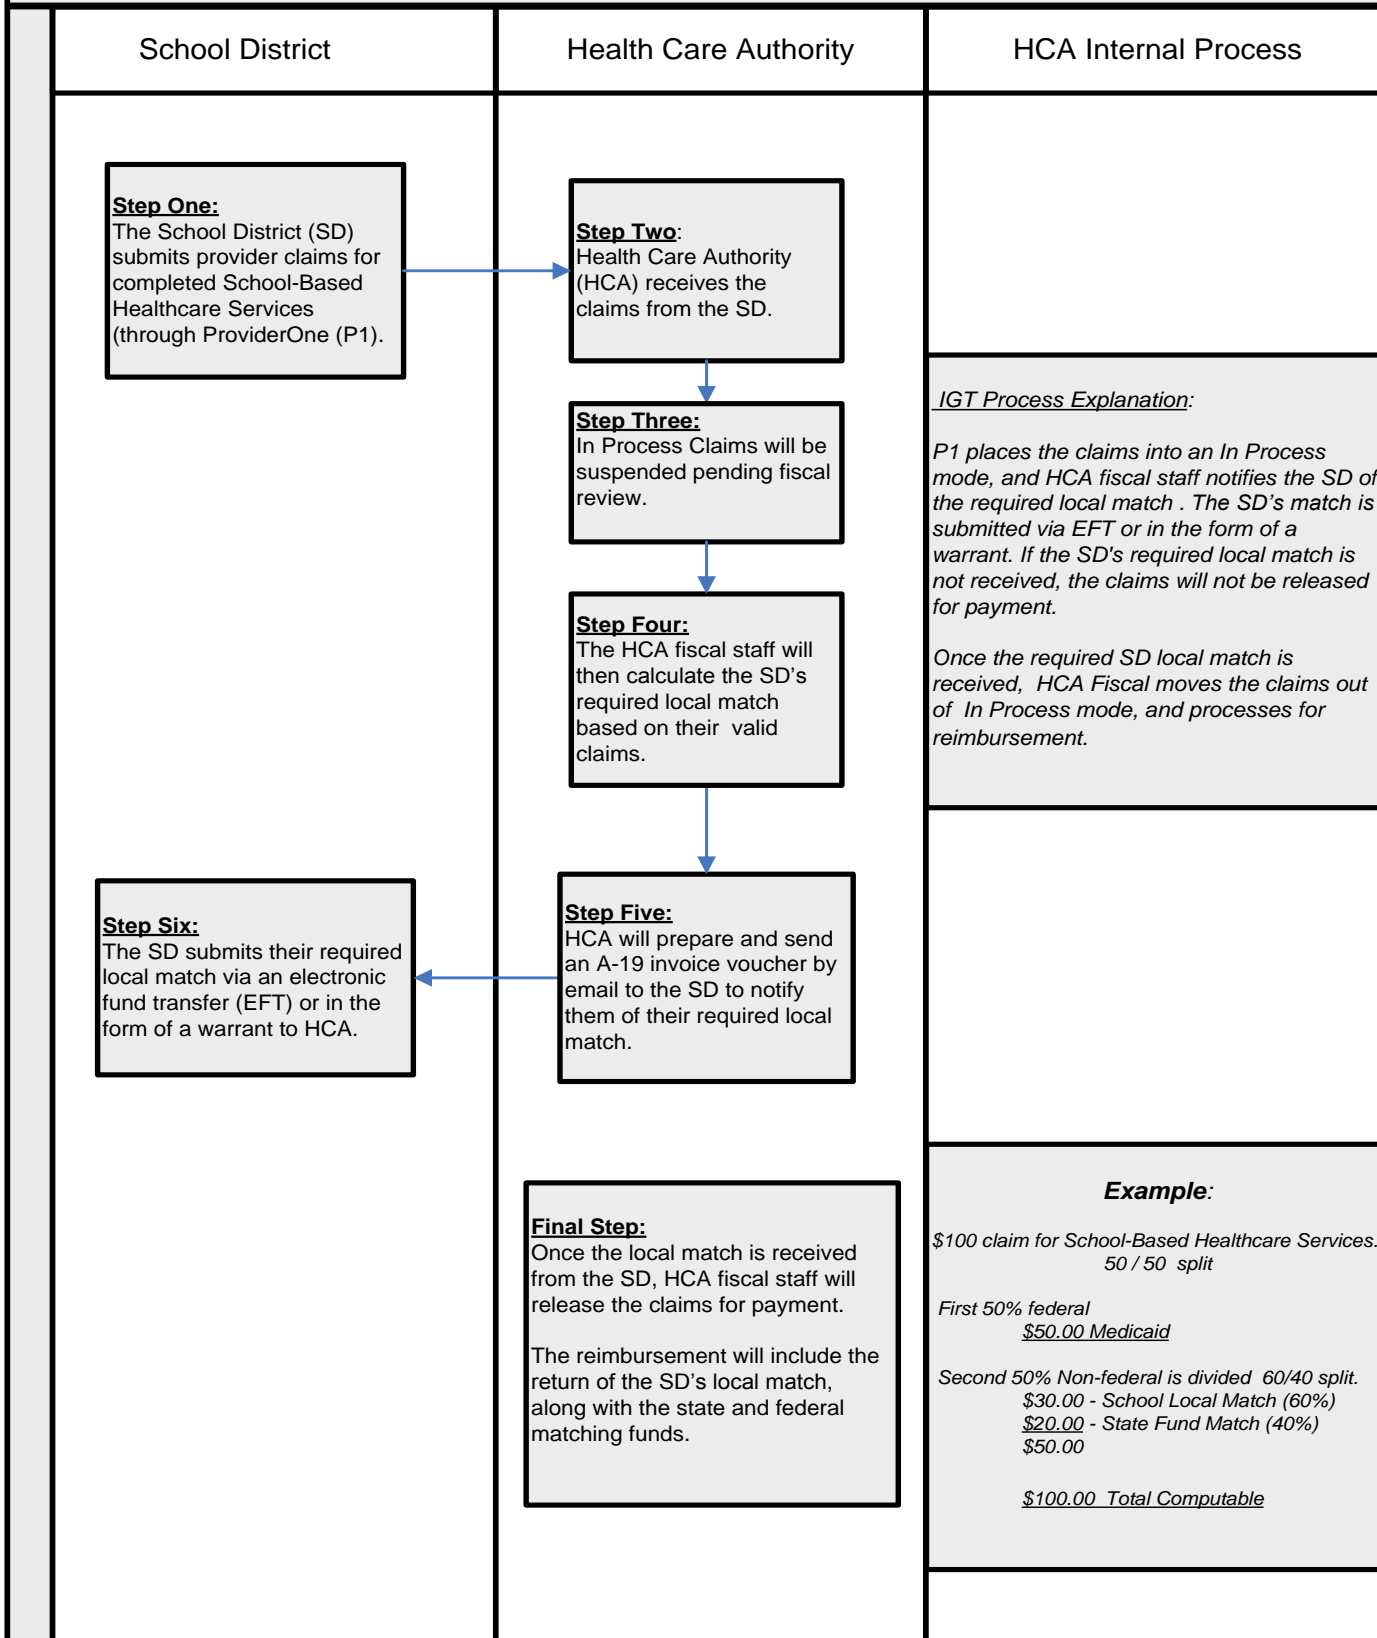 School District
Health Care Authority
HCA Internal Process
Step One:
The School District (SD)
submits provider claims for
completed School-Based
Healthcare Services
(through ProviderOne (P1).
Step Two:
Health Care Authority
(HCA) receives the
claims from the SD.
Step Three:
In Process Claims will be
suspended pending fiscal
review.
Step Four:
The HCA fiscal staff will
then calculate the SD’s
required local match
based on their valid
claims.
IGT Process Explanation:
P1 places the claims into an In Process
mode, and HCA fiscal staff notifies the SD of
the required local match . The SD’s match is
submitted via EFT or in the form of a
warrant. If the SD's required local match is
not received, the claims will not be released
for payment.
Once the required SD local match is
received, HCA Fiscal moves the claims out
of In Process mode, and processes for
reimbursement.
Step Five:
HCA will prepare and send
an A-19 invoice voucher by
email to the SD to notify
them of their required local
match.
Step Six:
The SD submits their required
local match via an electronic
fund transfer (EFT) or in the
form of a warrant to HCA.
Final Step:
Once the local match is received
from the SD, HCA fiscal staff will
release the claims for payment.
The reimbursement will include the
return of the SD’s local match,
along with the state and federal
matching funds.
Example:
$100 claim for School-Based Healthcare Services.
50 / 50 split
First 50% federal
$50.00 Medicaid
Second 50% Non-federal is divided 60/40 split.
$30.00 - School Local Match (60%)
$20.00 - State Fund Match (40%)
$50.00
$100.00 Total Computable